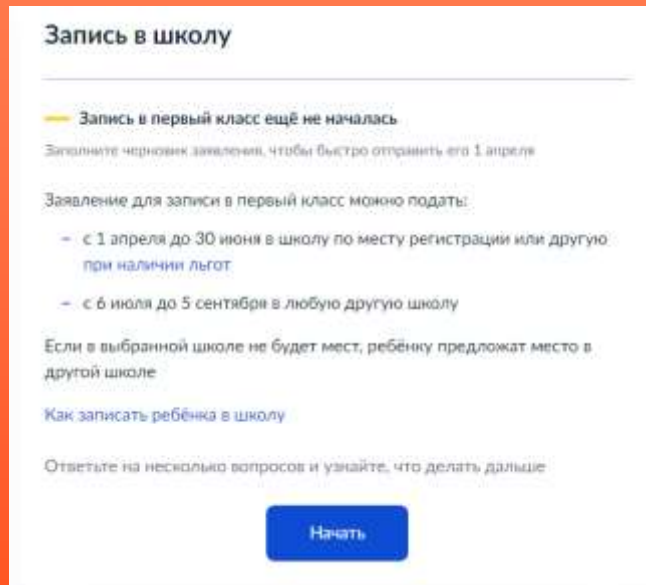 Запись в школу
Запись в первый класс ещё не началась
Заполните черновик заявления, чтобы быстро отправить его 1 апреля
Заявление для записи в первый класс можно подать:
– с 1 апреля до 30 июня в школу по месту регистрации или другую
при наличии льгот
– с 6 июля до 5 сентября в любую другую школу
Если в выбранной школе не будет мест, ребёнку предложат место в
другой школе
Как записать ребёнка в школу
Ответьте на несколько вопросов и узнайте, что делать дальше
Начать